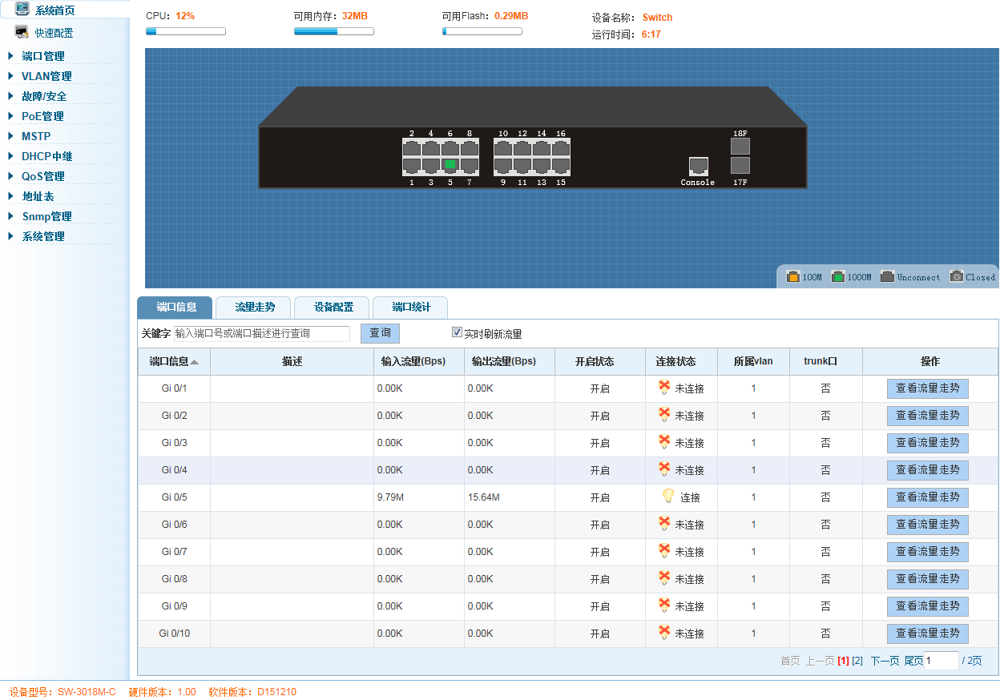 系统首页
快速配置
端口管理
VLAN管理
故障/安全
PoE管理
MSTP
DHCP中继
QoS管理
地址表
Snmp管理
系统管理
CPU： 12%
可用内存： 32MB
可用Flash： 0.29MB
设备名称： Switch
运行时间： 6:17
2 4 6 8 10 12 14 16 18F
1 3 5 7 9 11 13 15 Console 17F
100M 1000M Unconnect Closed
端口信息 流量走势 设备配置 端口统计
关键字 输入端口号或端口描述进行查询 查询 实时刷新流量
端口信息 描述 输入流量(Bps) 输出流量(Bps) 开启状态 连接状态 所属vlan trunk口 操作
Gi 0/1 0.00K 0.00K 开启 未连接 1 否 查看流量走势
Gi 0/2 0.00K 0.00K 开启 未连接 1 否 查看流量走势
Gi 0/3 0.00K 0.00K 开启 未连接 1 否 查看流量走势
Gi 0/4 0.00K 0.00K 开启 未连接 1 否 查看流量走势
Gi 0/5 9.79M 15.64M 开启 连接 1 否 查看流量走势
Gi 0/6 0.00K 0.00K 开启 未连接 1 否 查看流量走势
Gi 0/7 0.00K 0.00K 开启 未连接 1 否 查看流量走势
Gi 0/8 0.00K 0.00K 开启 未连接 1 否 查看流量走势
Gi 0/9 0.00K 0.00K 开启 未连接 1 否 查看流量走势
Gi 0/10 0.00K 0.00K 开启 未连接 1 否 查看流量走势
首页 上一页 [1] [2] 下一页 尾页 1 / 2页
设备型号：SW-3018M-C 硬件版本：1.00 软件版本：D151210